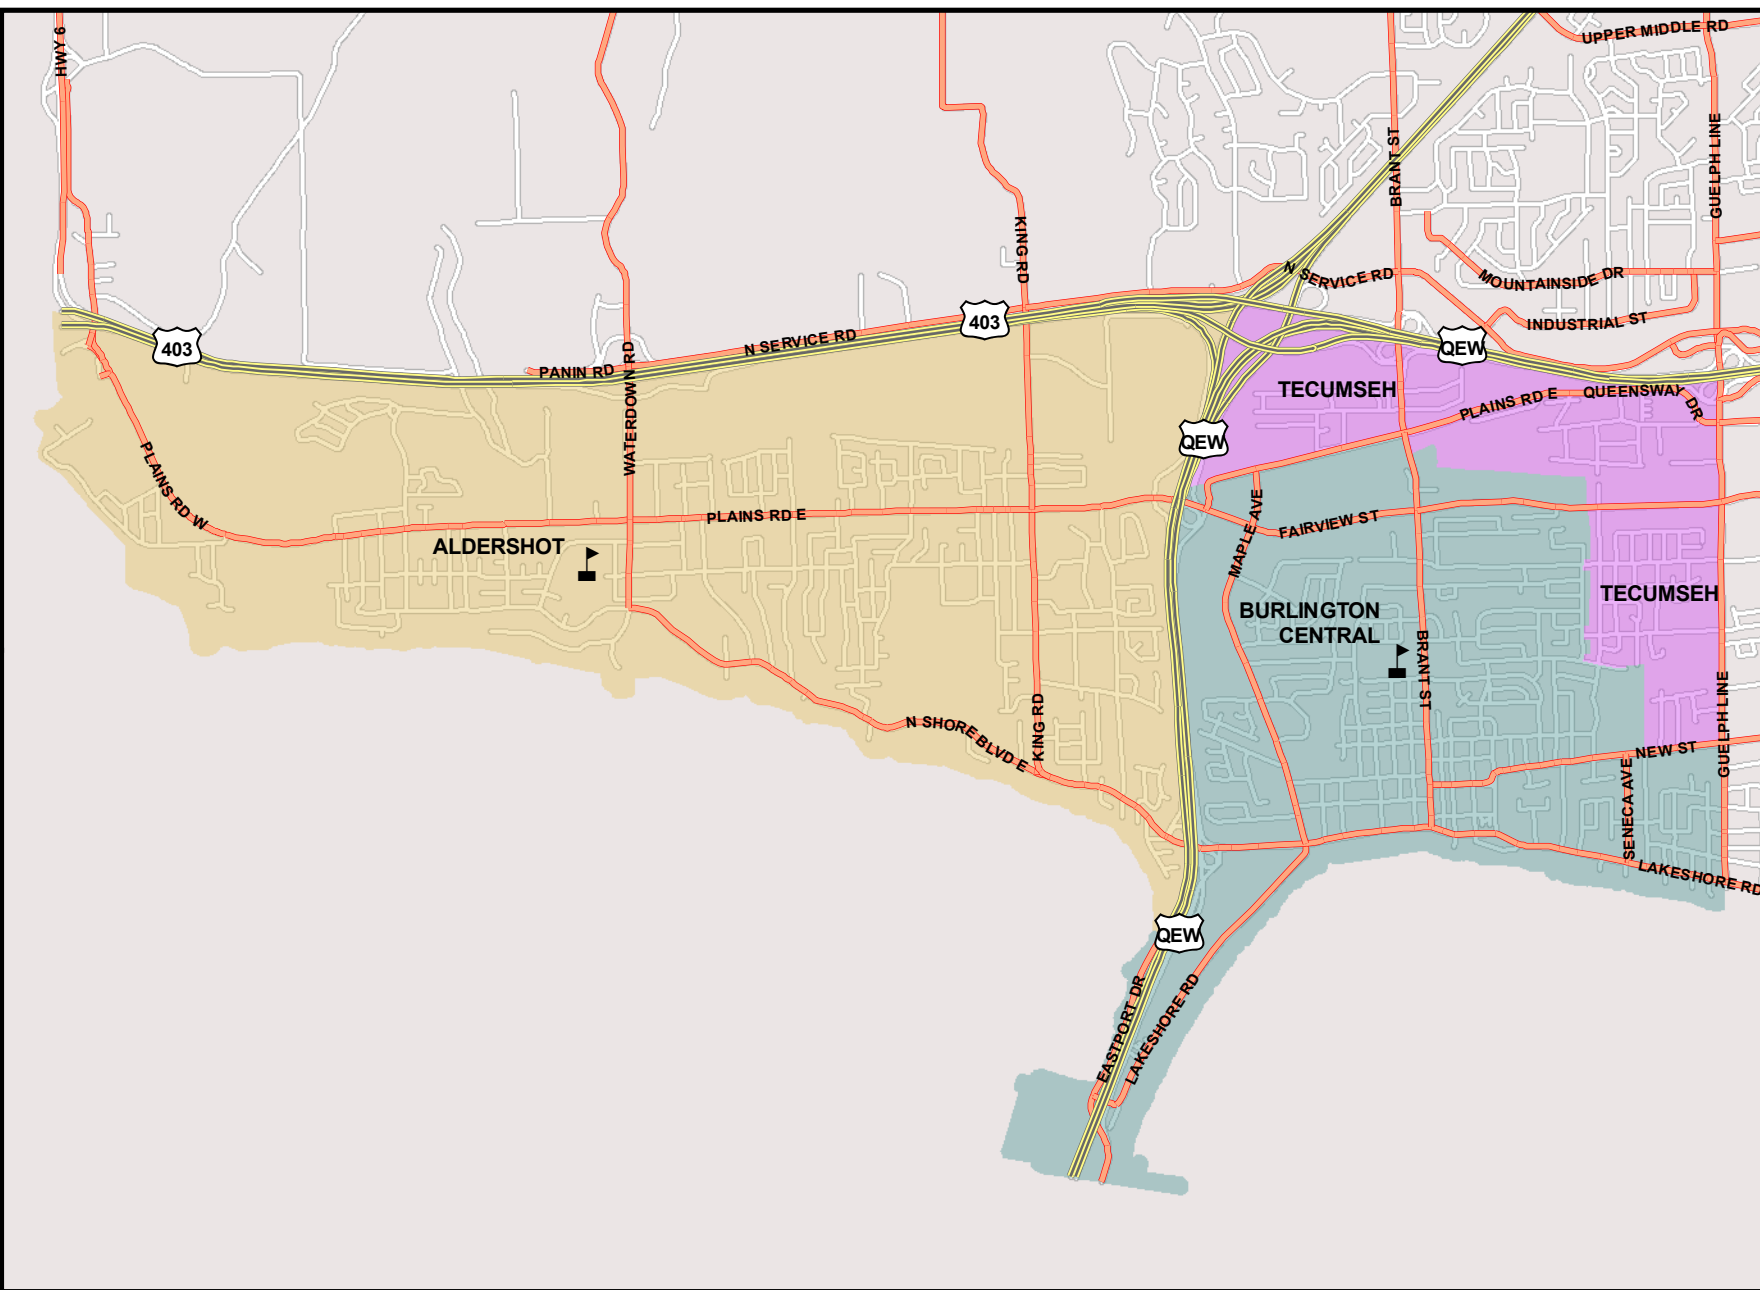 HWY 6
UPPER MIDDLE RD
BRANT ST
GUELPH LINE
KING RD
N SERVICE RD
MOUNTAINSIDE DR
INDUSTRIAL ST
403
403
QEW
N SERVICE RD
PANIN RD
WATERDOWN RD
TECUMSEH
PLAINS RD E
QUEENSWAY DR
QEW
PLAINS RD W
PLAINS RD E
MAPLE AVE
FAIRVIEW ST
ALDERSHOT
TECUMSEH
BURLINGTON
CENTRAL
BRANT ST
N SHORE BLVD E
KING RD
GUELPH LINE
NEW ST
SENECA AVE
LAKESHORE RD
QEW
EASTPORT DR
LAKESHORE RD